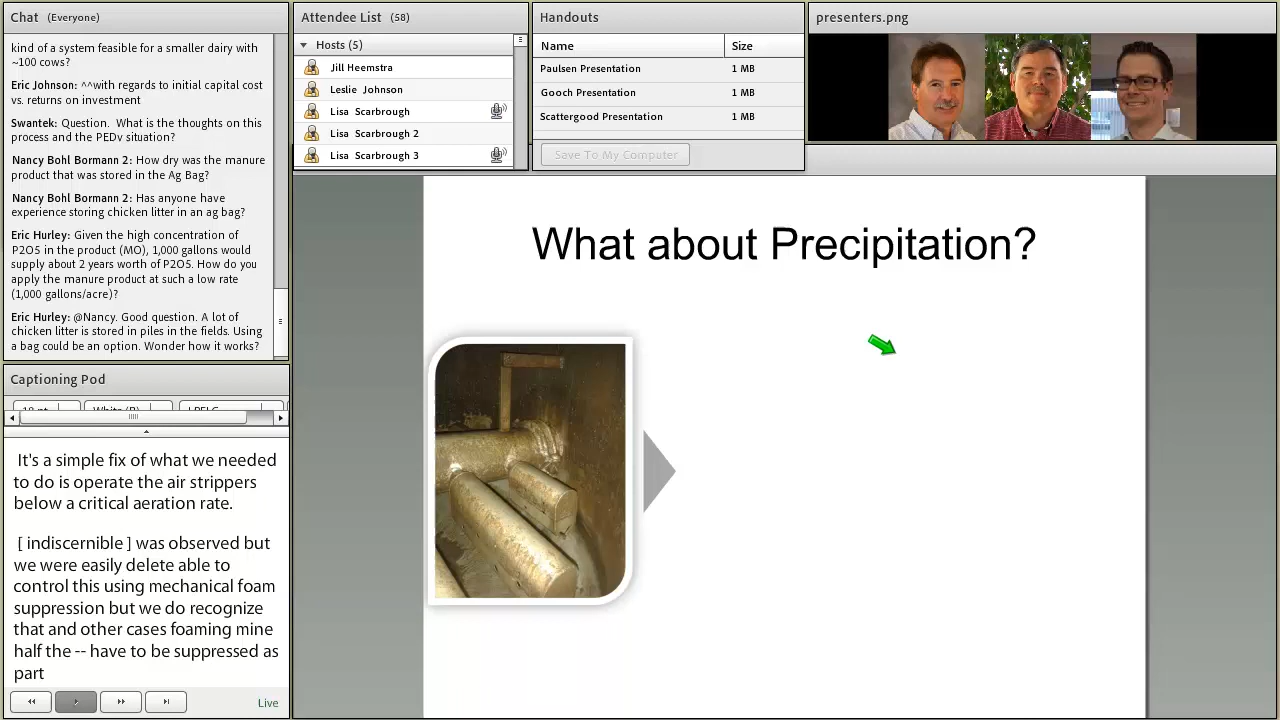 Chat (Everyone)
kind of a system feasible for a smaller dairy with
~100 cows?
Eric Johnson: ^^with regards to initial capital cost
vs. returns on investment
Swantek: Question. What is the thoughts on this
process and the PEDv situation?
Nancy Bohl Bormann 2: How dry was the manure
product that was stored in the Ag Bag?
Nancy Bohl Bormann 2: Has anyone have
experience storing chicken litter in an ag bag?
Eric Hurley: Given the high concentration of
P2O5 in the product (MO), 1,000 gallons would
supply about 2 years worth of P2O5. How do you
apply the manure product at such a low rate
(1,000 gallons/acre)?
Eric Hurley: @Nancy. Good question. A lot of
chicken litter is stored in piles in the fields. Using
a bag could be an option. Wonder how it works?
Captioning Pod
It's a simple fix of what we needed
to do is operate the air strippers
below a critical aeration rate.
[ indiscernible ] was observed but
we were easily delete able to
control this using mechanical foam
suppression but we do recognize
that and other cases foaming mine
half the -- have to be suppressed as
part
Live
Attendee List (58)
Hosts (5)
Jill Heemstra
Leslie Johnson
Lisa Scarbrough
Lisa Scarbrough 2
Lisa Scarbrough 3
Handouts
Name Size
Paulsen Presentation 1 MB
Gooch Presentation 1 MB
Scattergood Presentation 1 MB
Save To My Computer
presenters.png
What about Precipitation?